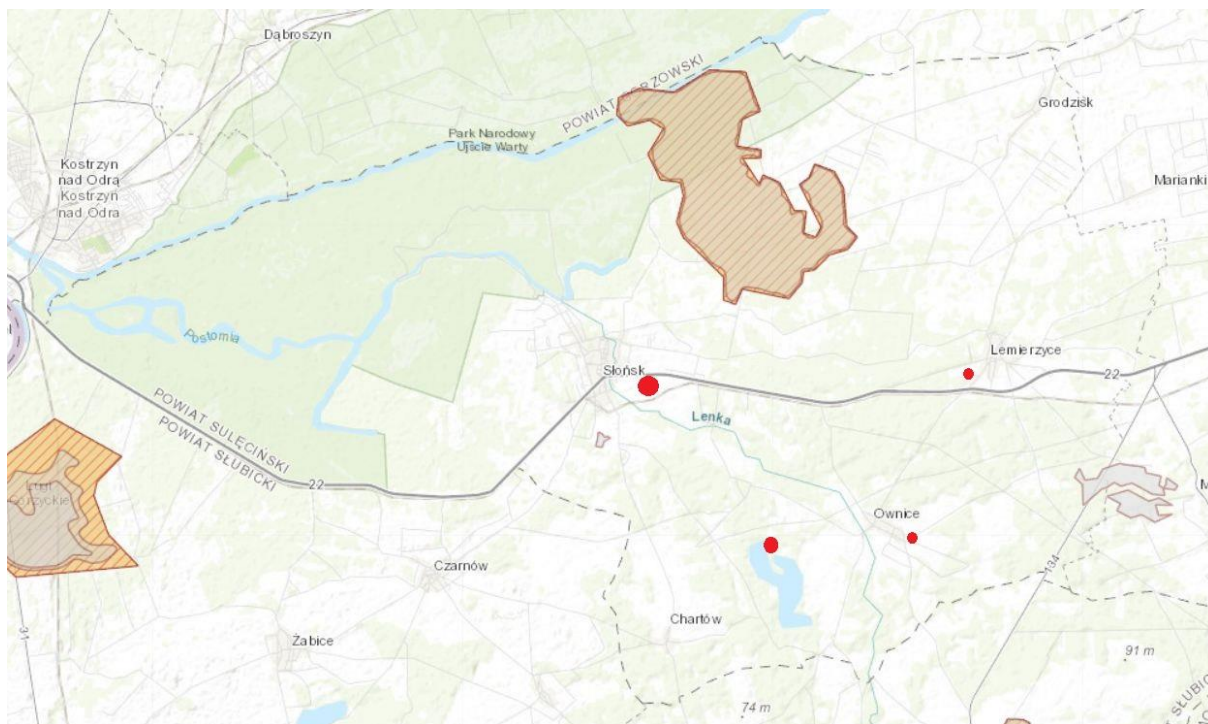 Dąbroszyn
POWIAT GORZOWSKI
Grodzisk
Park Narodowy
Ujście Warty
Kostrzyn
nad Odrą
Kostrzyn
nad Odra
Marianki
Postomia
Lemierzyce
Słońsk
22
Lenka
POWIAT SULĘCIŃSKI
POWIAT SŁUBICKI
22
Ownice
Czarnów
134
Chartów
Żabice
31
91 m
74 m